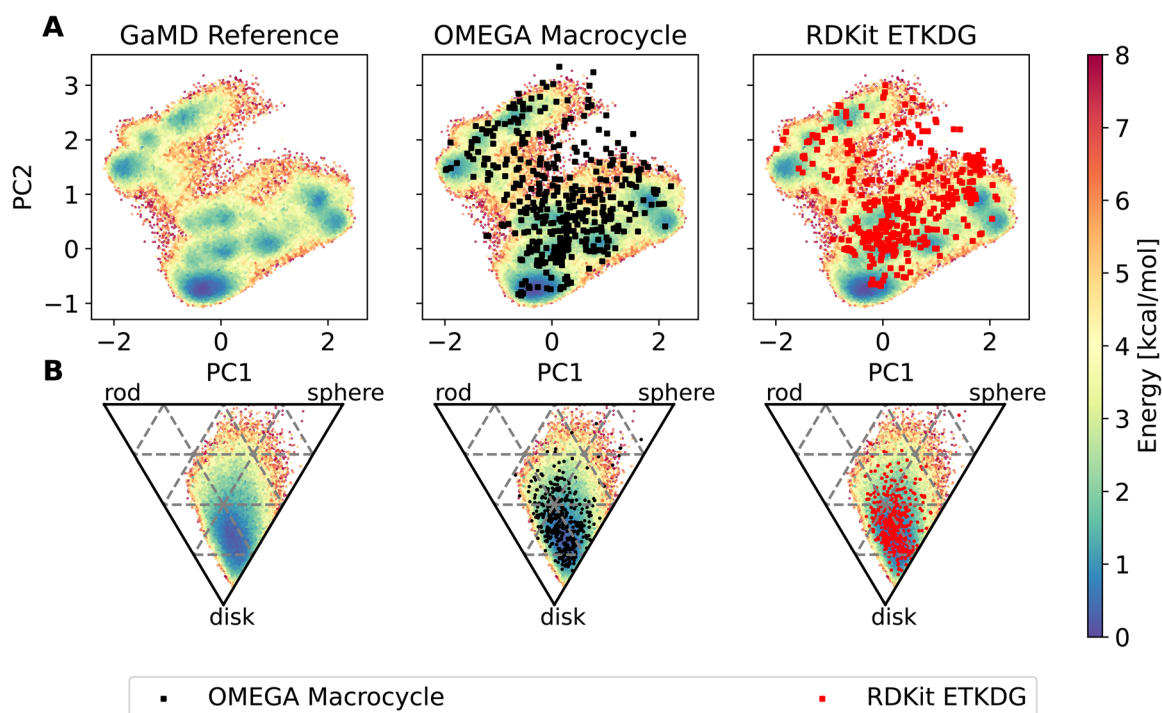 A
GaMD Reference
OMEGA Macrocycle
RDKit ETKDG
PC2
3
2
1
0
−1
−2 0 2
−2 0 2
−2 0 2
PC1
PC1
8
7
6
5
4
3
2
1
0
Energy [kcal/mol]
B
rod sphere
rod sphere
rod sphere
disk
disk
disk
OMEGA Macrocycle
RDKit ETKDG